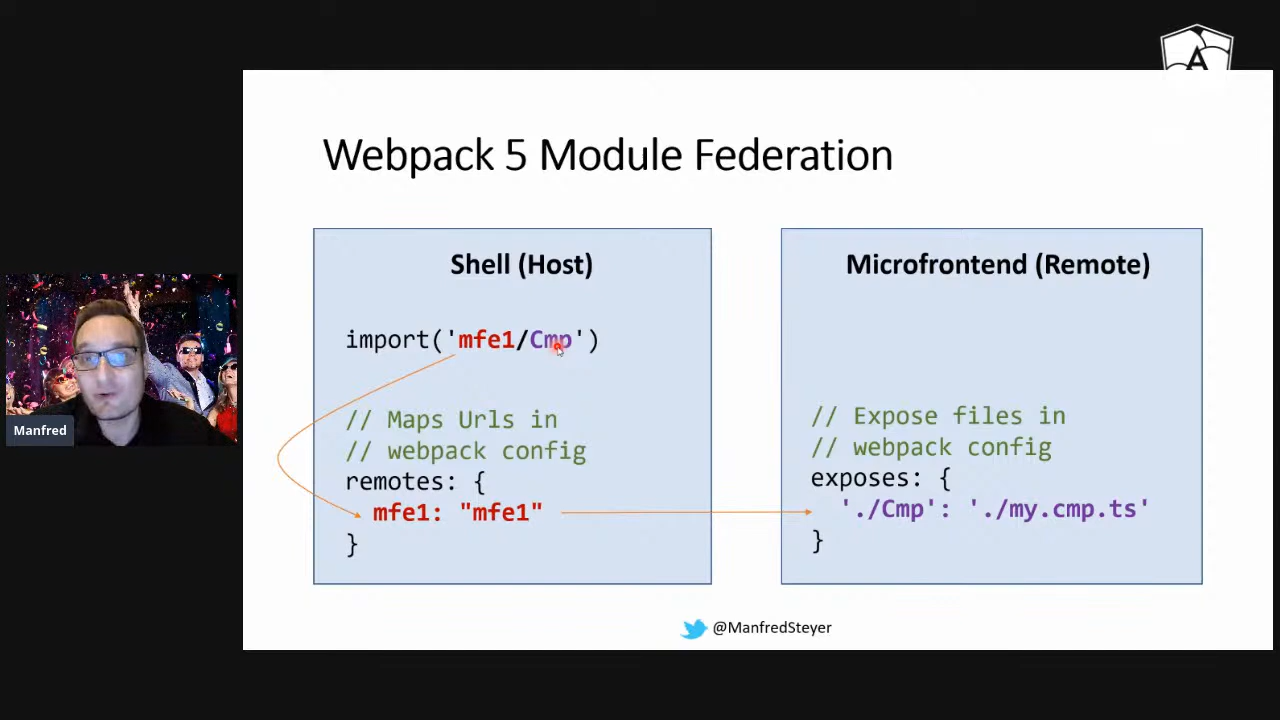 A
Webpack 5 Module Federation
Shell (Host)
import('mfe1/Cmp')
// Maps Urls in
// webpack config
remotes: {
mfe1: "mfe1"
}
Microfrontend (Remote)
// Expose files in
// webpack config
exposes: {
'./Cmp': './my.cmp.ts'
}
@ManfredSteyer
Manfred